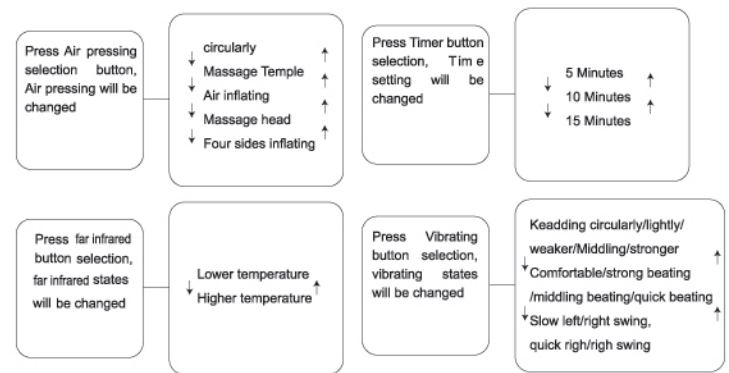 Press Air pressing
selection button,
Air pressing will be
changed
circularly
Massage Temple
Air inflating
Massage head
Four sides inflating
Press Timer button
selection, Time
setting will be
changed
5 Minutes
10 Minutes
15 Minutes
Press far infrared
button selection,
far infrared states
will be changed
Lower temperature
Higher temperature
Press Vibrating
button selection,
vibrating states
will be changed
Keadding circularly/lightly/
weaker/Middling/stronger
Comfortable/strong beating
/middling beating/quick beating
Slow left/right swing,
quick righ/righ swing